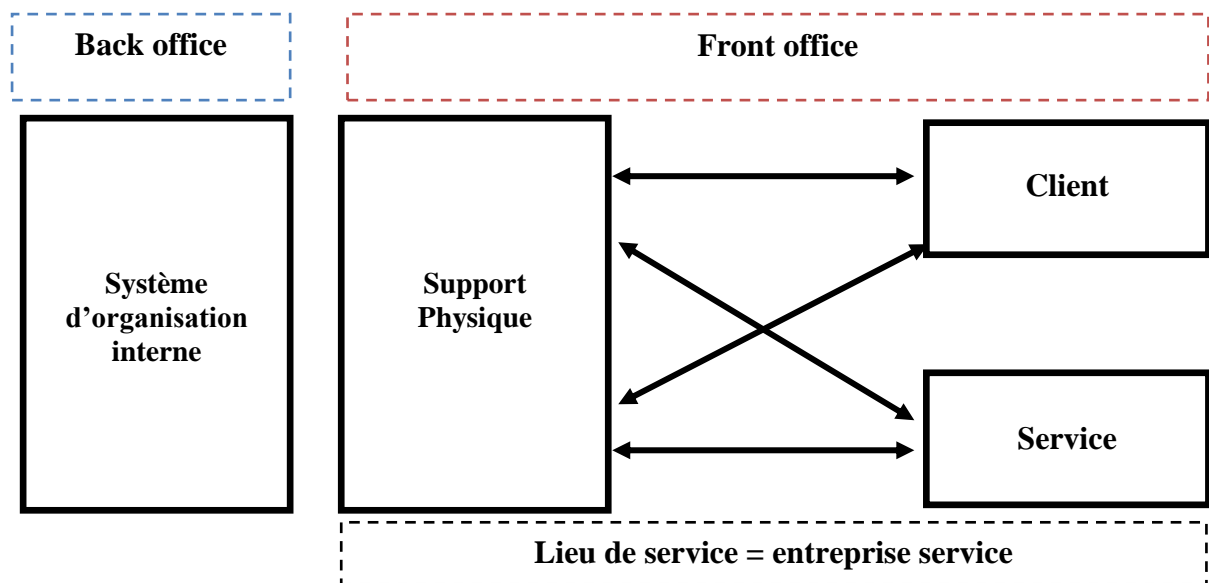 Back office
Front office
Système
d’organisation
interne
Support
Physique
Client
Service
Lieu de service = entreprise service